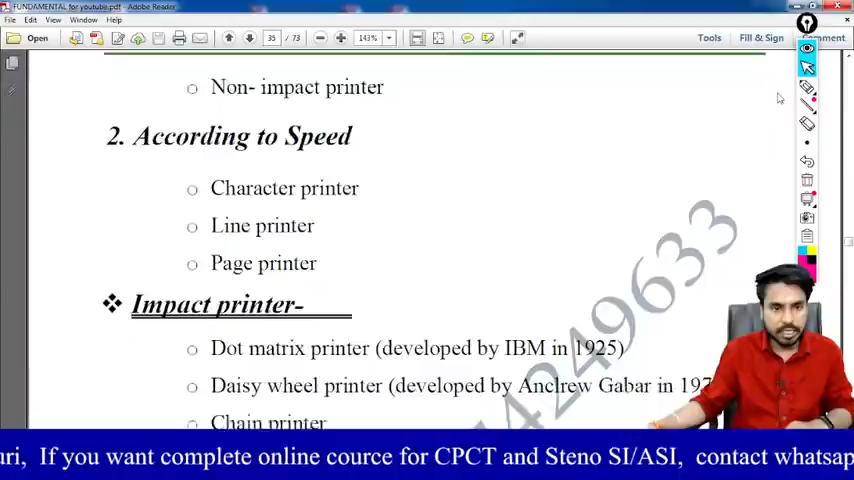 FUNDAMENTAL for youtube.pdf - Adobe Reader
File Edit View Window Help
Open 35 / 73 143% Tools Fill & Sign Comment
Non- impact printer
2. According to Speed
Character printer
Line printer
Page printer
Impact printer-
Dot matrix printer (developed by IBM in 1925)
Daisy wheel printer (developed by Anclrew Gabar in 197
Chain printer
4249633
uri, If you want complete online cource for CPCT and Steno SI/ASI, contact whatsap